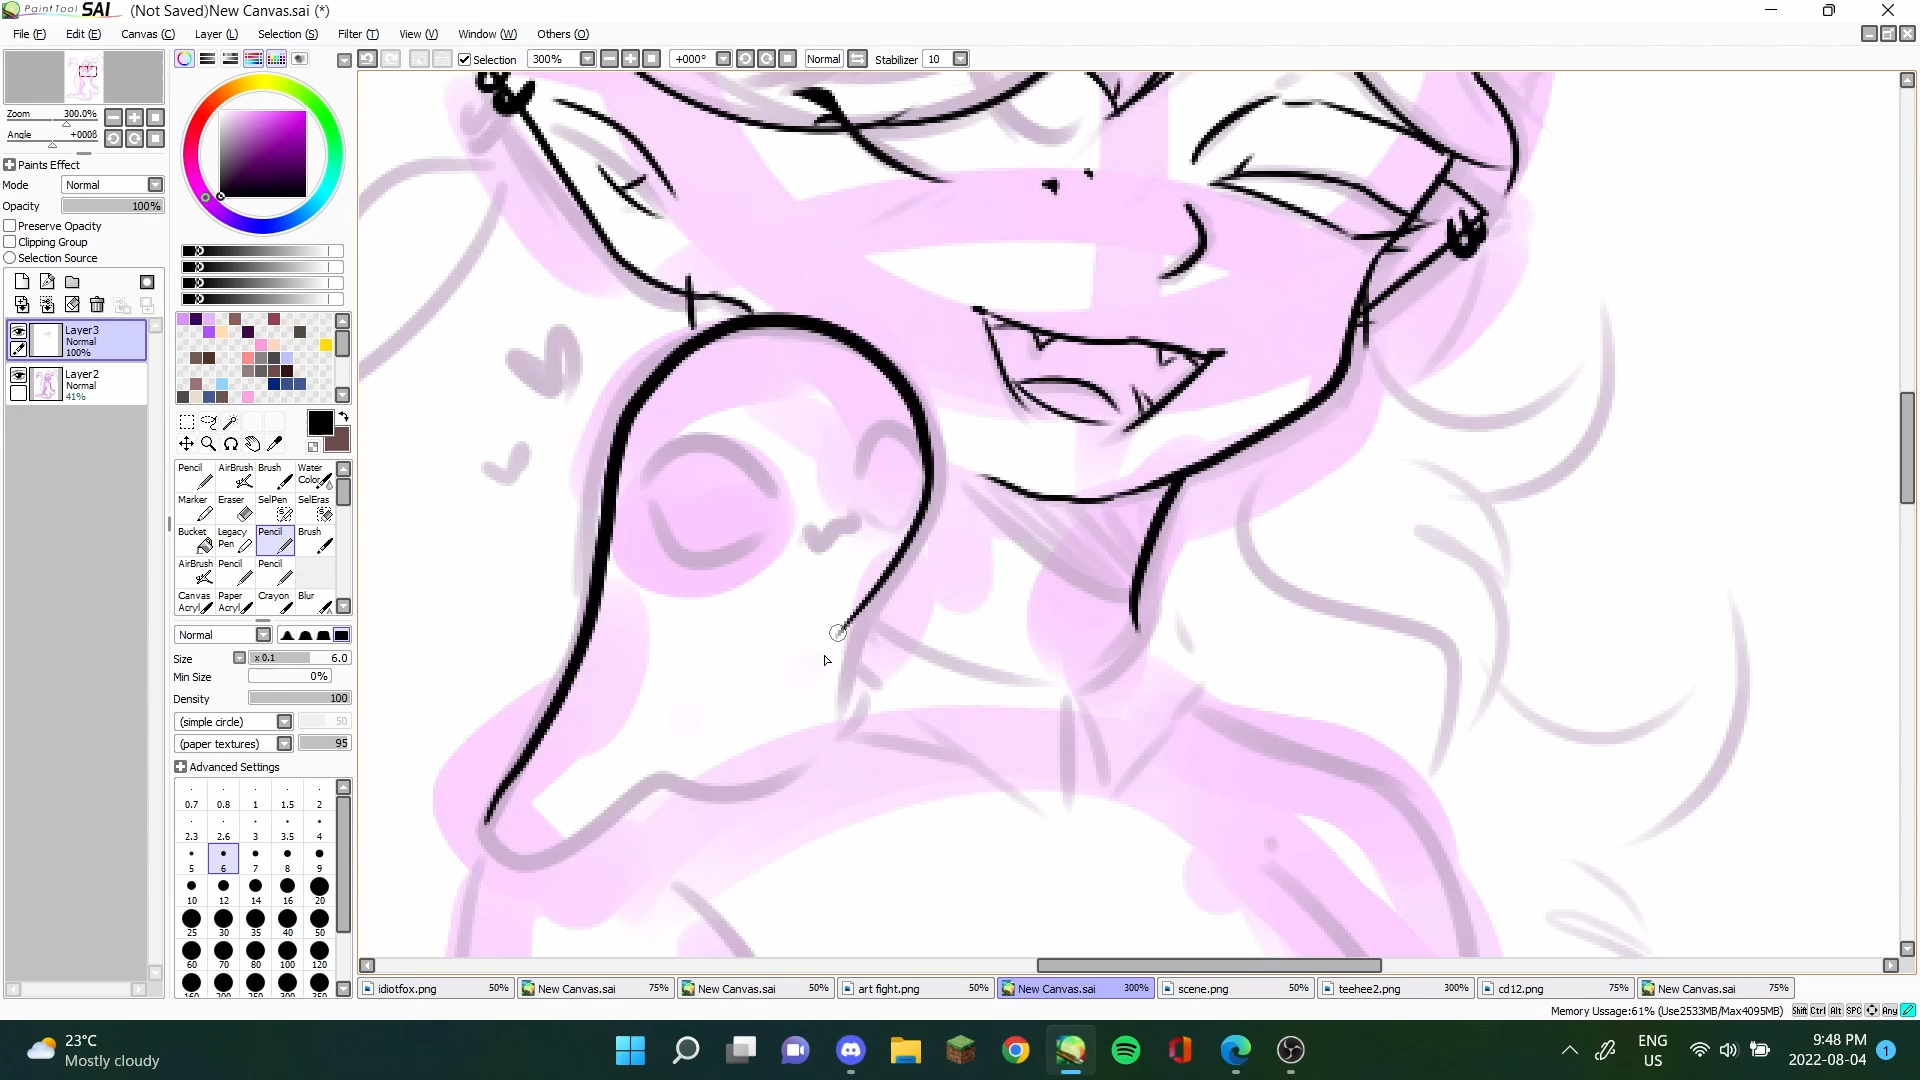 PaintTool SAI (Not Saved)New Canvas.sai (*)
File (F) Edit (E) Canvas (C) Layer (L) Selection (S) Filter (T) View (V) Window (W) Others (O)
Selection 300% +000° Normal Stabilizer 10
Zoom 300.0%
Angle +000ß
Paints Effect
Mode Normal
Opacity 100%
Preserve Opacity
Clipping Group
Selection Source
Layer3
Normal
100%
Layer2
Normal
41%
Pencil AirBrush Brush Water Color
Marker Eraser SelPen SelEras
Bucket Legacy Pen Pencil Brush
AirBrush Pencil Pencil
Canvas Acryl Paper Acryl Crayon Blur
Normal
Size x 0.1 6.0
Min Size 0%
Density 100
(simple circle) 50
(paper textures) 95
Advanced Settings
0.7 0.8 1 1.5 2
2.3 2.6 3 3.5 4
5 6 7 8 9
10 12 14 16 20
25 30 35 40 50
60 70 80 100 120
160 200 250 300 350
idiotfox.png 50% New Canvas.sai 75% New Canvas.sai 50% art fight.png 50% New Canvas.sai 300% scene.png 50% teehee2.png 300% cd12.png 75% New Canvas.sai 75%
Memory Ussage:61% (Use2533MB/Max4095MB) Shift Ctrl Alt SPC Any
23°C
Mostly cloudy
ENG
US
9:48 PM
2022-08-04
1